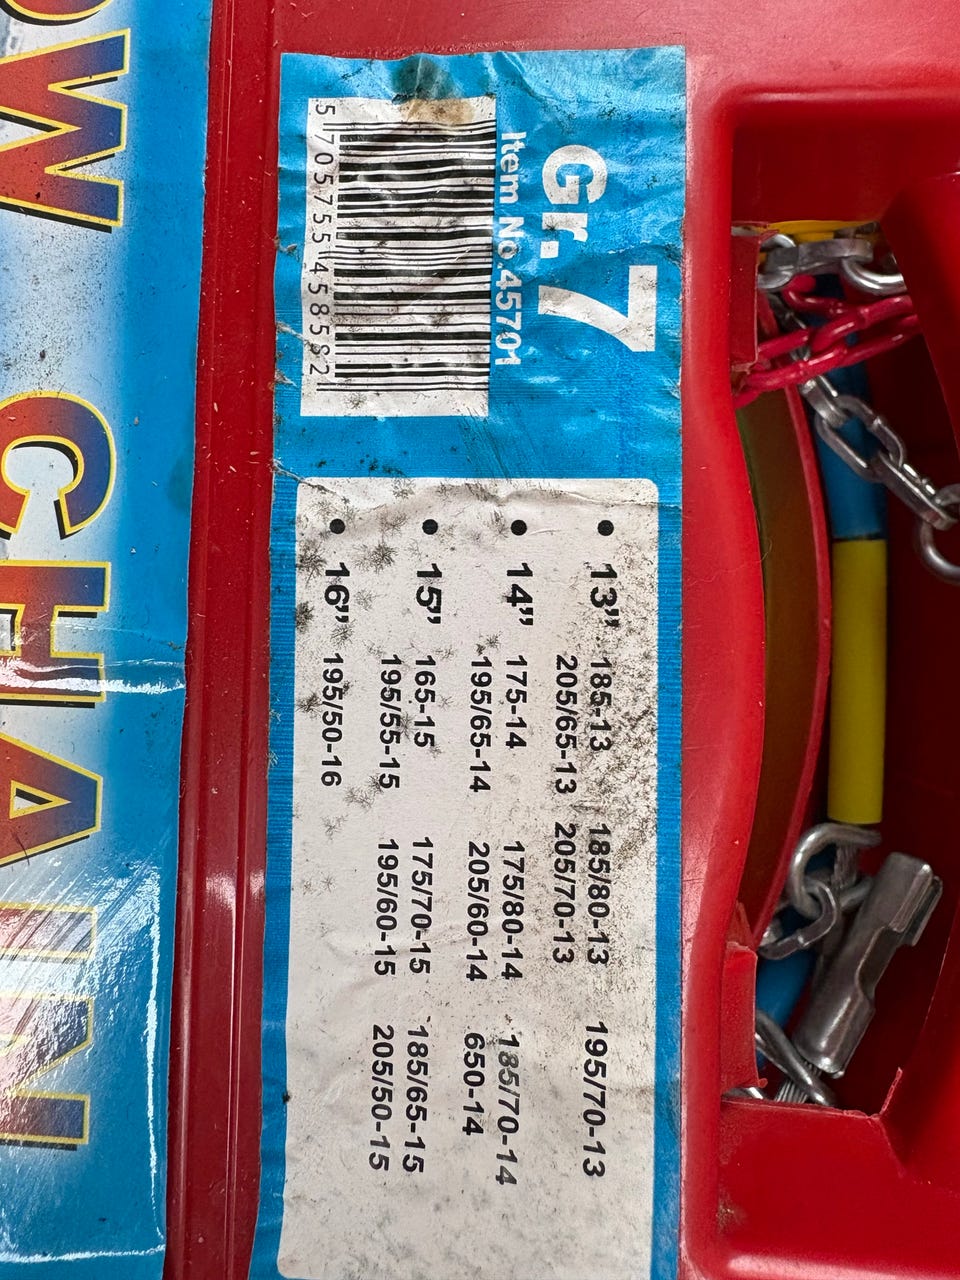 Gr. 7
Item No.45701
5 705755 458582
• 13” 185-13 185/80-13 195/70-13
205/65-13 205/70-13
• 14” 175-14 175/80-14 185/70-14
195/65-14 205/60-14 650-14
• 15” 165-15 175/70-15 185/65-15
195/55-15 195/60-15 205/50-15
• 16” 195/50-16
OW CHAIN